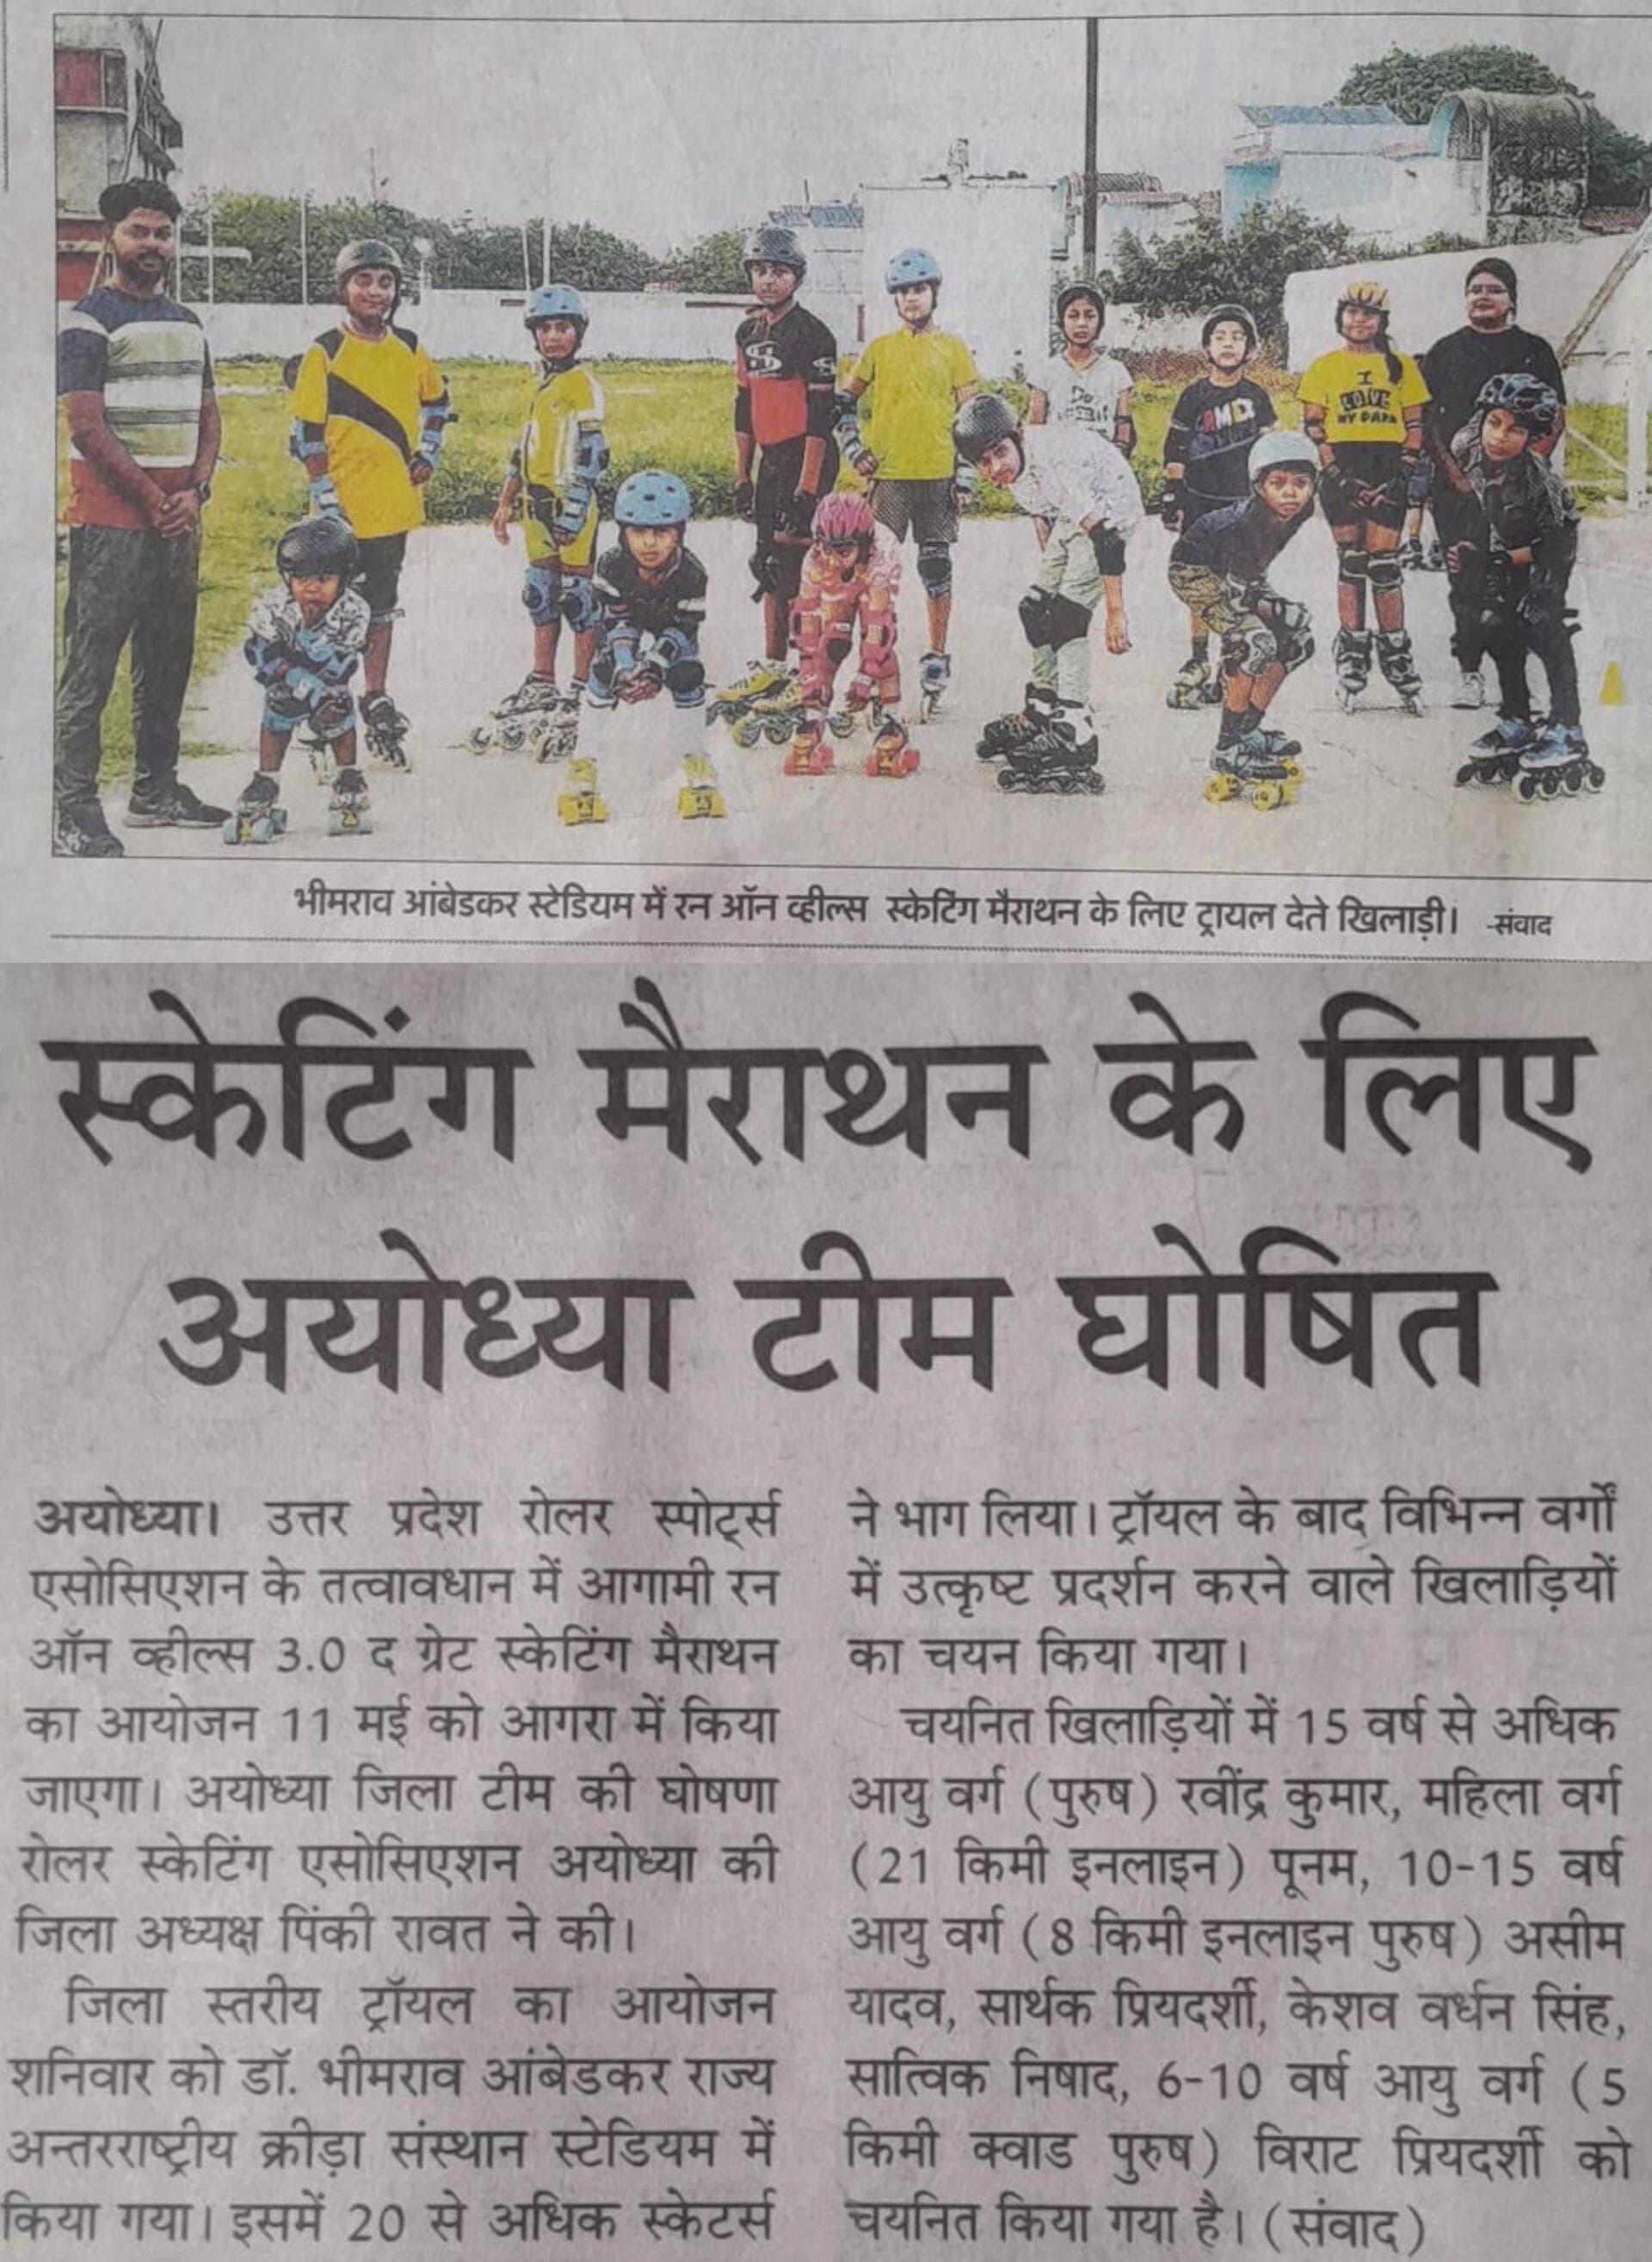 I
LOVE
MY PAPA
Do
भीमराव आंबेडकर स्टेडियम में रन ऑन व्हील्स स्केटिंग मैराथन के लिए ट्रायल देते खिलाड़ी। -संवाद
स्केटिंग मैराथन के लिए
अयोध्या टीम घोषित
अयोध्या। उत्तर प्रदेश रोलर स्पोर्ट्स
एसोसिएशन के तत्वावधान में आगामी रन
ऑन व्हील्स 3.0 द ग्रेट स्केटिंग मैराथन
का आयोजन 11 मई को आगरा में किया
जाएगा। अयोध्या जिला टीम की घोषणा
रोलर स्केटिंग एसोसिएशन अयोध्या की
जिला अध्यक्ष पिंकी रावत ने की।
जिला स्तरीय ट्रॉयल का आयोजन
शनिवार को डॉ. भीमराव आंबेडकर राज्य
अन्तरराष्ट्रीय क्रीड़ा संस्थान स्टेडियम में
किया गया। इसमें 20 से अधिक स्केटर्स
ने भाग लिया। ट्रॉयल के बाद विभिन्न वर्गों
में उत्कृष्ट प्रदर्शन करने वाले खिलाड़ियों
का चयन किया गया।
चयनित खिलाड़ियों में 15 वर्ष से अधिक
आयु वर्ग (पुरुष) रवींद्र कुमार, महिला वर्ग
(21 किमी इनलाइन) पूनम, 10-15 वर्ष
आयु वर्ग (8 किमी इनलाइन पुरुष) असीम
यादव, सार्थक प्रियदर्शी, केशव वर्धन सिंह,
सात्विक निषाद, 6-10 वर्ष आयु वर्ग (5
किमी क्वाड पुरुष) विराट प्रियदर्शी को
चयनित किया गया है। (संवाद)